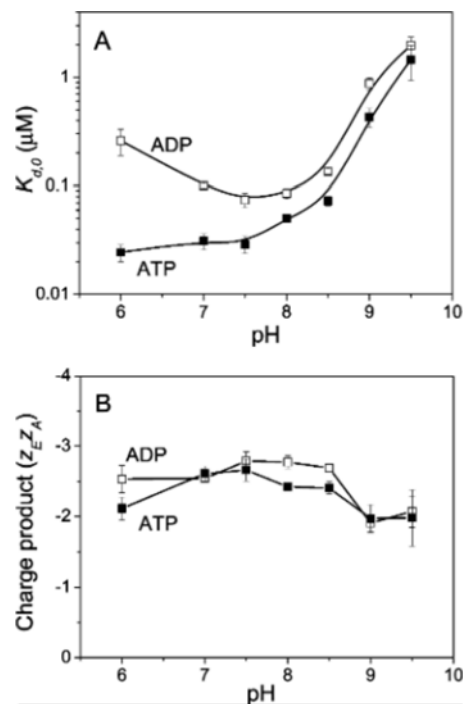 A
ADP
ATP
K_{d,0} (µM)
1
0.1
0.01
6 7 8 9 10
pH
B
ADP
ATP
Charge product (z_E z_A)
-4
-3
-2
-1
0
6 7 8 9 10
pH